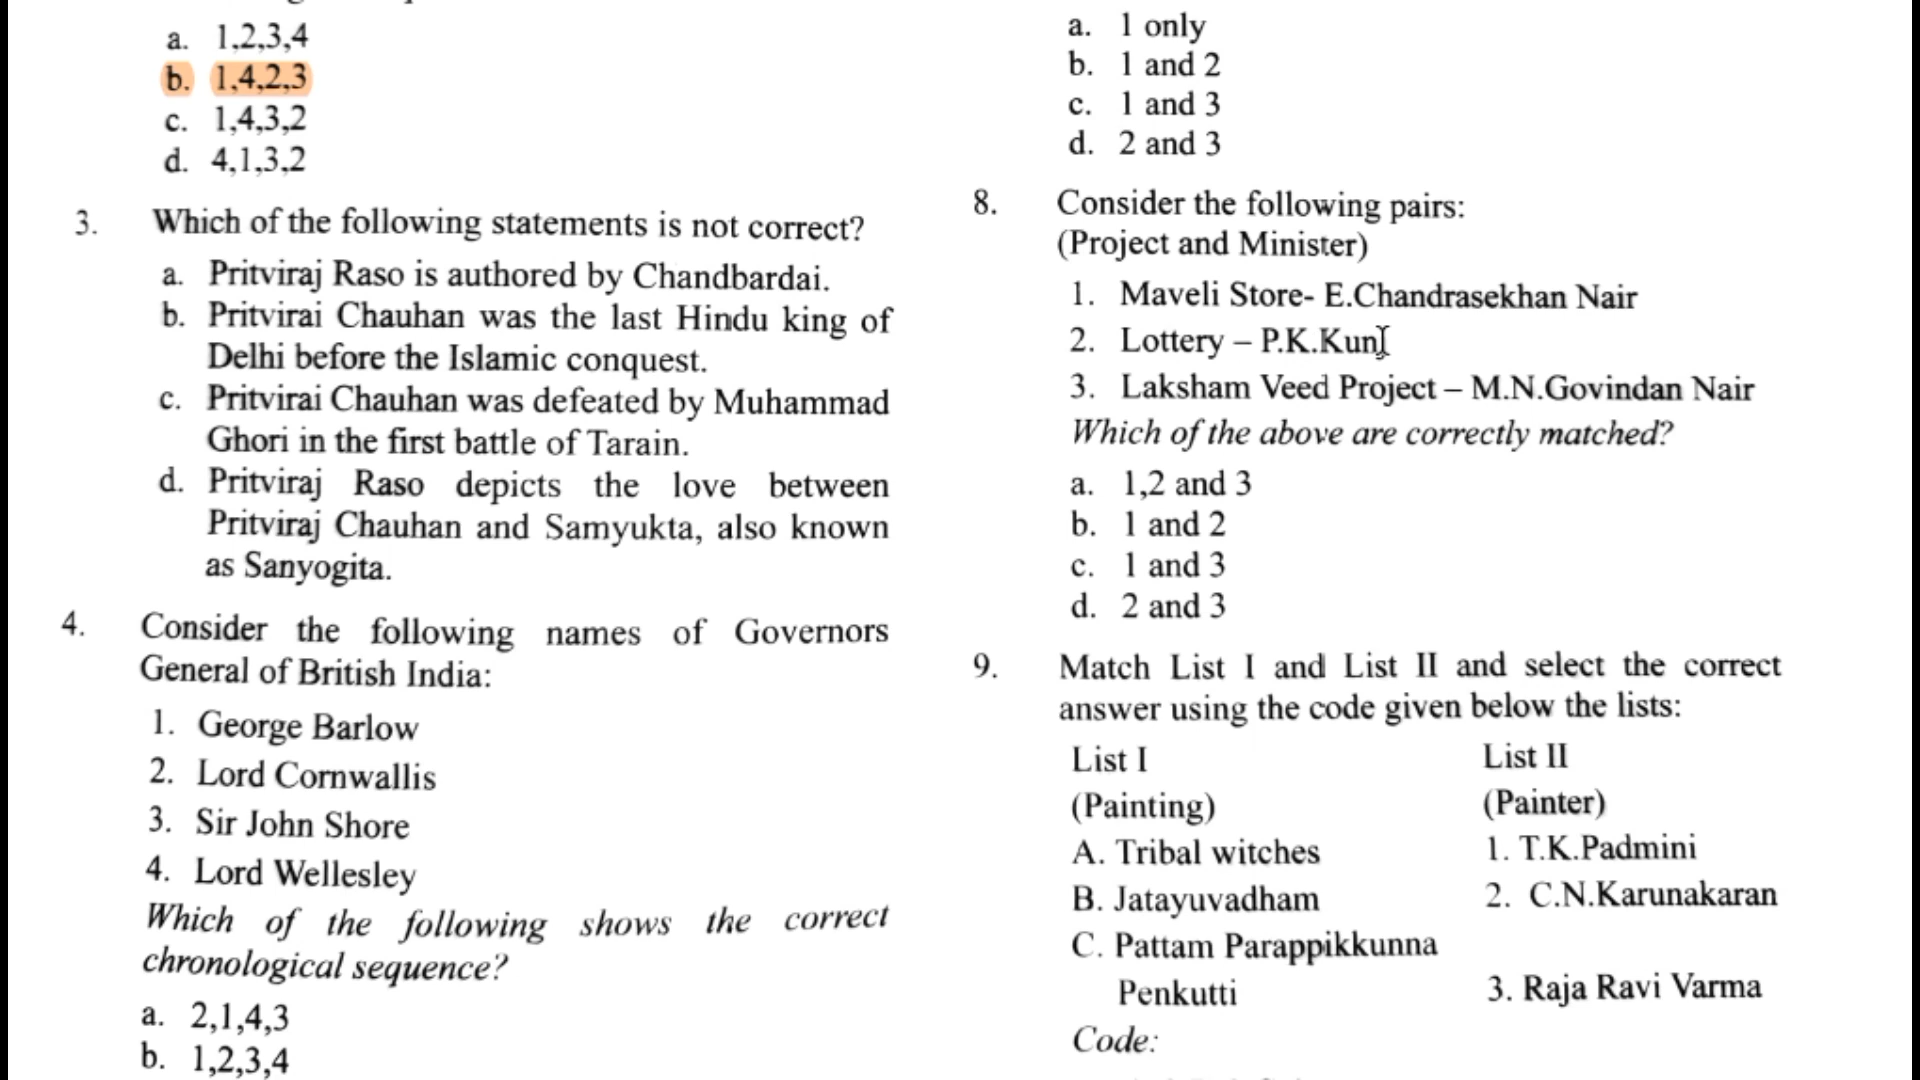 a. 1,2,3,4
b. 1,4,2,3
c. 1,4,3,2
d. 4,1,3,2
3. Which of the following statements is not correct?
a. Pritviraj Raso is authored by Chandbardai.
b. Pritvirai Chauhan was the last Hindu king of
Delhi before the Islamic conquest.
c. Pritvirai Chauhan was defeated by Muhammad
Ghori in the first battle of Tarain.
d. Pritviraj Raso depicts the love between
Pritviraj Chauhan and Samyukta, also known
as Sanyogita.
4. Consider the following names of Governors
General of British India:
1. George Barlow
2. Lord Cornwallis
3. Sir John Shore
4. Lord Wellesley
Which of the following shows the correct
chronological sequence?
a. 2,1,4,3
b. 1,2,3,4
a. 1 only
b. 1 and 2
c. 1 and 3
d. 2 and 3
8. Consider the following pairs:
(Project and Minister)
1. Maveli Store- E.Chandrasekhan Nair
2. Lottery – P.K.Kunj
3. Laksham Veed Project – M.N.Govindan Nair
Which of the above are correctly matched?
a. 1,2 and 3
b. 1 and 2
c. 1 and 3
d. 2 and 3
9. Match List I and List II and select the correct
answer using the code given below the lists:
List I List II
(Painting) (Painter)
A. Tribal witches 1. T.K.Padmini
B. Jatayuvadham 2. C.N.Karunakaran
C. Pattam Parappikkunna
Penkutti 3. Raja Ravi Varma
Code: